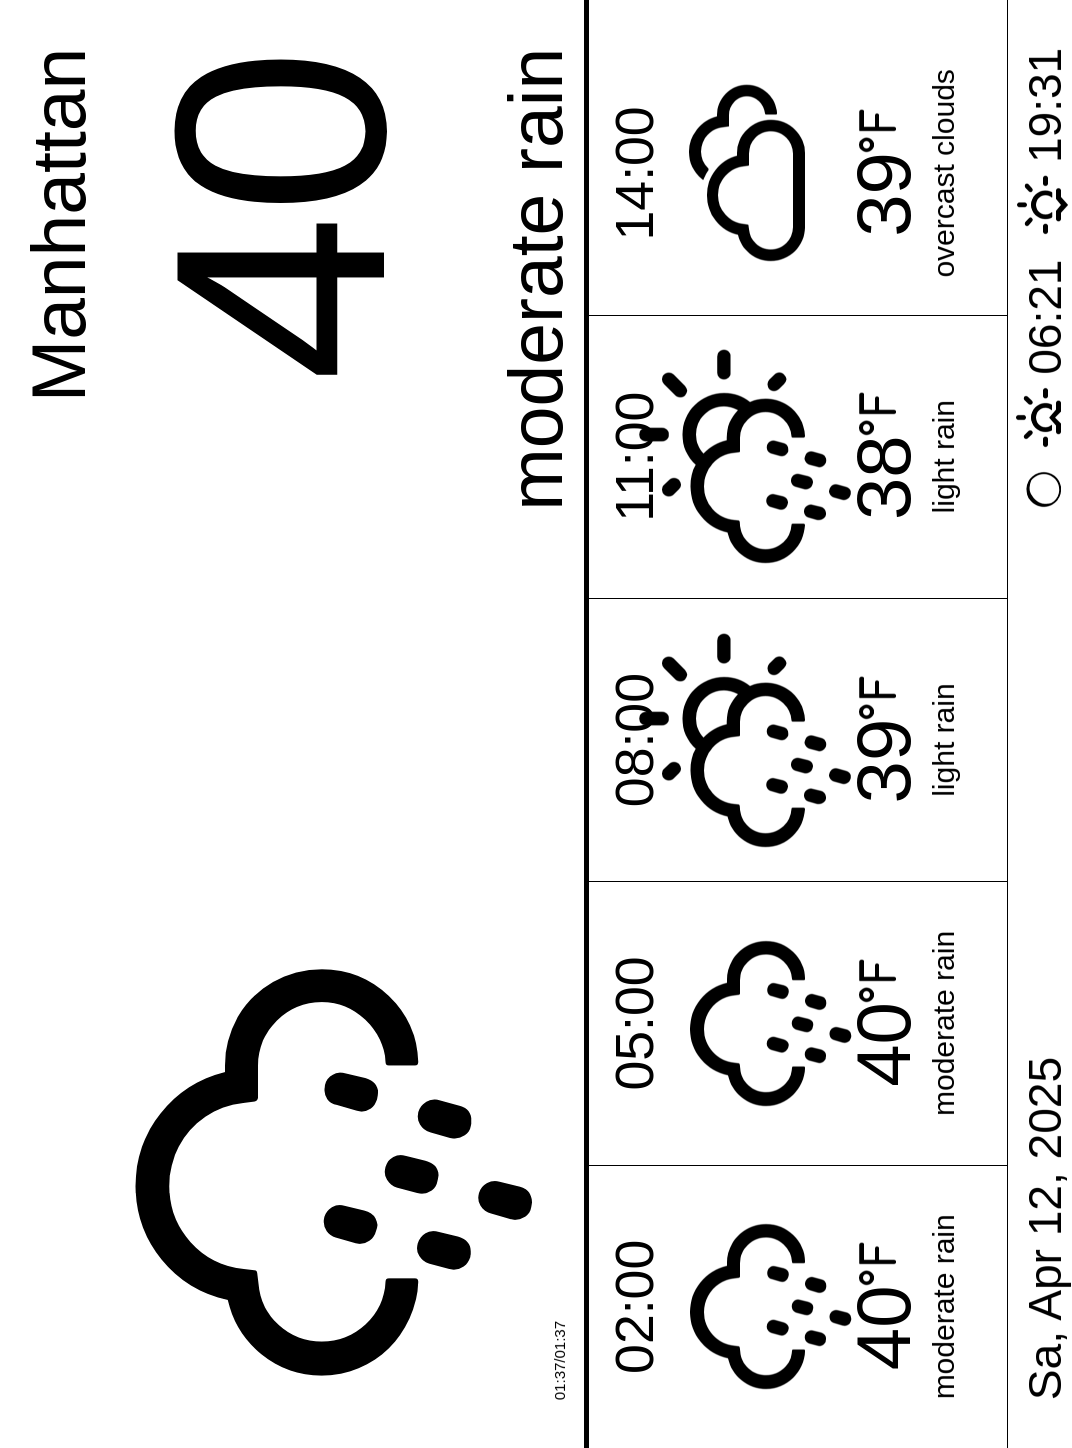 Manhattan
40
moderate rain
01:37/01:37
02:00
40°F
moderate rain
05:00
40°F
moderate rain
08:00
39°F
light rain
11:00
38°F
light rain
14:00
39°F
overcast clouds
Sa, Apr 12, 2025
06:21 19:31